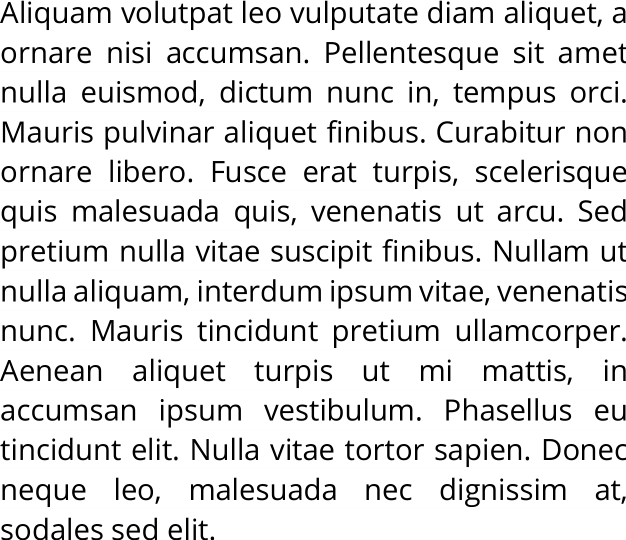 Aliquam volutpat leo vulputate diam aliquet, a
ornare nisi accumsan. Pellentesque sit amet
nulla euismod, dictum nunc in, tempus orci.
Mauris pulvinar aliquet finibus. Curabitur non
ornare libero. Fusce erat turpis, scelerisque
quis malesuada quis, venenatis ut arcu. Sed
pretium nulla vitae suscipit finibus. Nullam ut
nulla aliquam, interdum ipsum vitae, venenatis
nunc. Mauris tincidunt pretium ullamcorper.
Aenean aliquet turpis ut mi mattis, in
accumsan ipsum vestibulum. Phasellus eu
tincidunt elit. Nulla vitae tortor sapien. Donec
neque leo, malesuada nec dignissim at,
sodales sed elit.